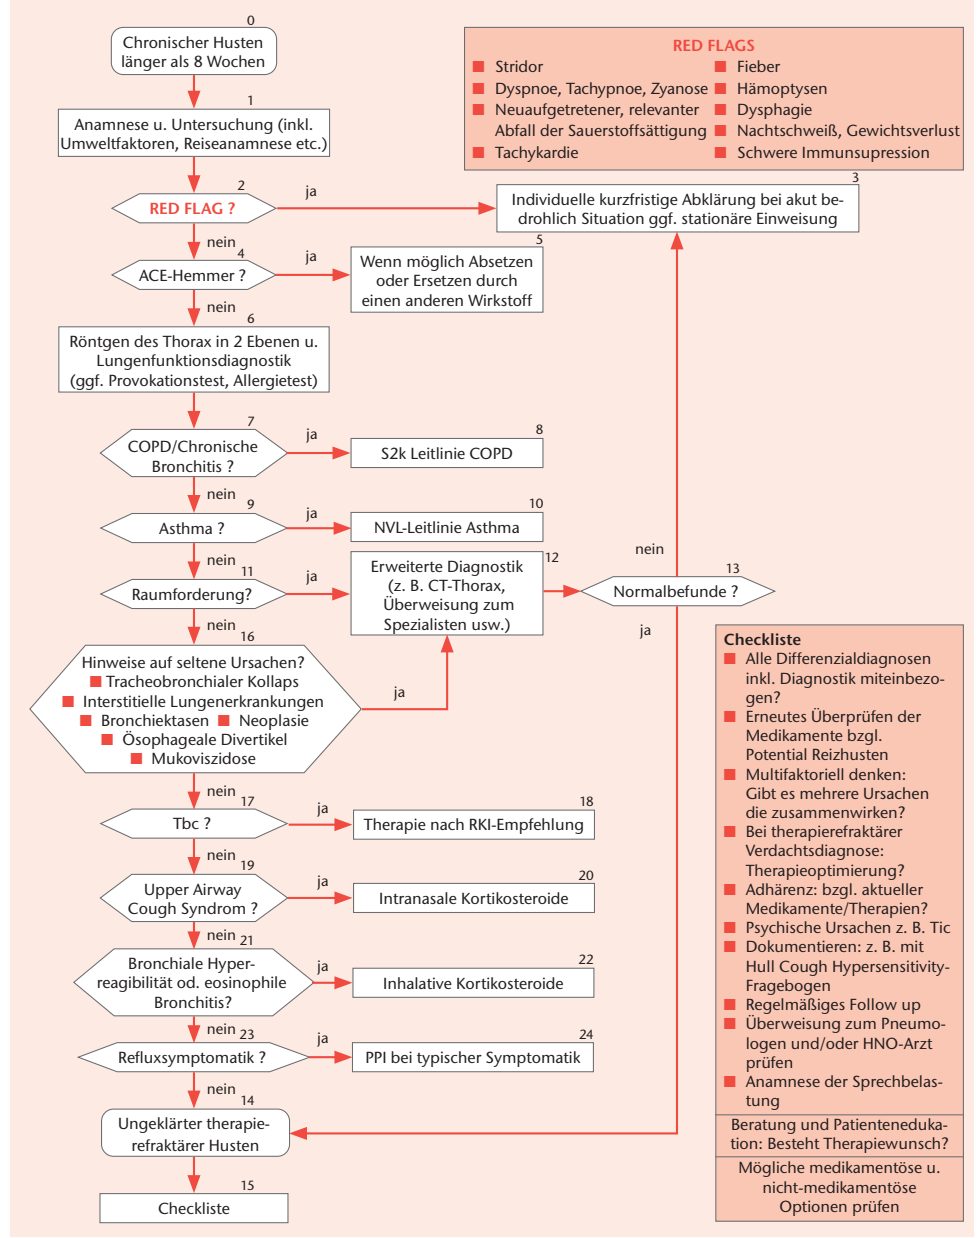 0
Chronischer Husten
länger als 8 Wochen
RED FLAGS
Stridor
Dyspnoe, Tachypnoe, Zyanose
Neuaufgetretener, relevanter
Abfall der Sauerstoffsättigung
Tachykardie
Fieber
Hämoptysen
Dysphagie
Nachtschweiß, Gewichtsverlust
Schwere Immunsupression
1
Anamnese u. Untersuchung (inkl.
Umweltfaktoren, Reiseanamnese etc.)
2
RED FLAG ?
ja
3
Individuelle kurzfristige Abklärung bei akut be-
drohlich Situation ggf. stationäre Einweisung
nein
4
ACE-Hemmer ?
ja
5
Wenn möglich Absetzen
oder Ersetzen durch
einen anderen Wirkstoff
nein
6
Röntgen des Thorax in 2 Ebenen u.
Lungenfunktionsdiagnostik
(ggf. Provokationstest, Allergietest)
7
COPD/Chronische
Bronchitis ?
ja
8
S2k Leitlinie COPD
nein
9
Asthma ?
ja
10
NVL-Leitlinie Asthma
nein
11
Raumforderung?
ja
12
Erweiterte Diagnostik
(z. B. CT-Thorax,
Überweisung zum
Spezialisten usw.)
nein
13
Normalbefunde ?
ja
nein
16
Hinweise auf seltene Ursachen?
Tracheobronchialer Kollaps
Interstitielle Lungenerkrankungen
Bronchiektasen Neoplasie
Ösophageale Divertikel
Mukoviszidose
ja
nein
17
Tbc ?
ja
18
Therapie nach RKI-Empfehlung
nein
19
Upper Airway
Cough Syndrom ?
ja
20
Intranasale Kortikosteroide
nein
21
Bronchiale Hyper-
reagibilität od. eosinophile
Bronchitis?
ja
22
Inhalative Kortikosteroide
nein
23
Refluxsymptomatik ?
ja
24
PPI bei typischer Symptomatik
nein
14
Ungeklärter therapie-
refraktärer Husten
15
Checkliste
Checkliste
Alle Differenzialdiagnosen
inkl. Diagnostik miteinbezo-
gen?
Erneutes Überprüfen der
Medikamente bzgl.
Potential Reizhusten
Multifaktoriell denken:
Gibt es mehrere Ursachen
die zusammenwirken?
Bei therapierefraktärer
Verdachtsdiagnose:
Therapieoptimierung?
Adhärenz: bzgl. aktueller
Medikamente/Therapien?
Psychische Ursachen z. B. Tic
Dokumentieren: z. B. mit
Hull Cough Hypersensitivity-
Fragebogen
Regelmäßiges Follow up
Überweisung zum Pneumo-
logen und/oder HNO-Arzt
prüfen
Anamnese der Sprechbelas-
tung
Beratung und Patienteneduka-
tion: Besteht Therapiewunsch?
Mögliche medikamentöse u.
nicht-medikamentöse
Optionen prüfen